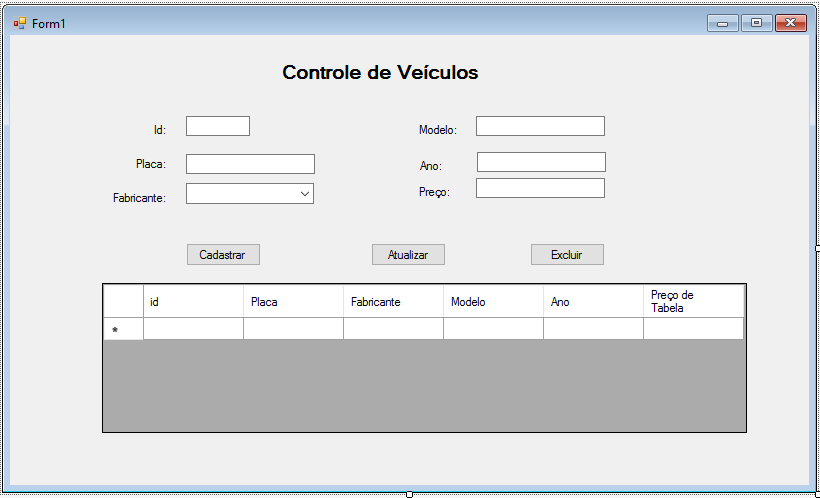 Form1
Controle de Veículos
Id:
Modelo:
Placa:
Ano:
Fabricante:
Preço:
Cadastrar
Atualizar
Excluir
id
Placa
Fabricante
Modelo
Ano
Preço de
Tabela
*